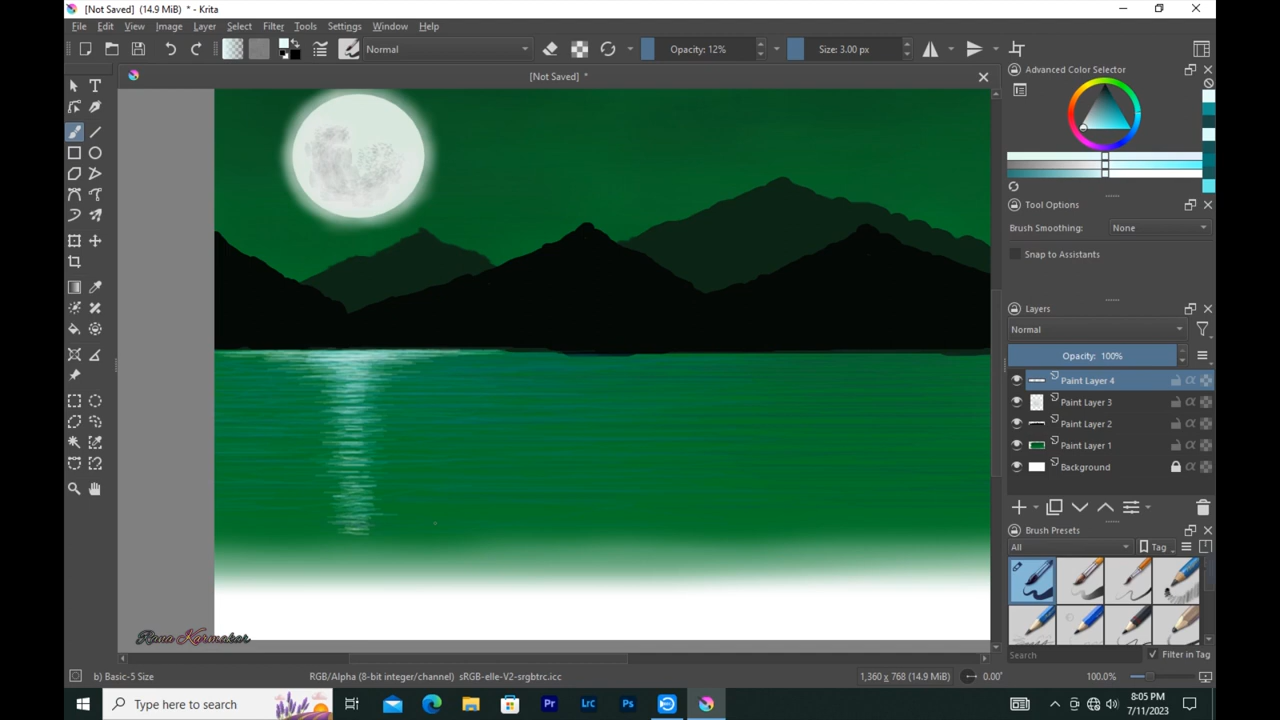 [Not Saved] (14.9 MiB) * - Krita
File Edit View Image Layer Select Filter Tools Settings Window Help
Normal
Opacity: 12%
Size: 3.00 px
[Not Saved] *
Advanced Color Selector
Tool Options
Brush Smoothing: None
Snap to Assistants
Layers
Normal
Opacity: 100%
Paint Layer 4
Paint Layer 3
Paint Layer 2
Paint Layer 1
Background
Brush Presets
All
Tag
Search
Filter in Tag
Rana Karmakar
b) Basic-5 Size
RGB/Alpha (8-bit integer/channel) sRGB-elle-V2-srgbtrc.icc
1,360 x 768 (14.9 MiB)
0.00°
100.0%
Type here to search
Pr
Lrc
Ps
8:05 PM
7/11/2023